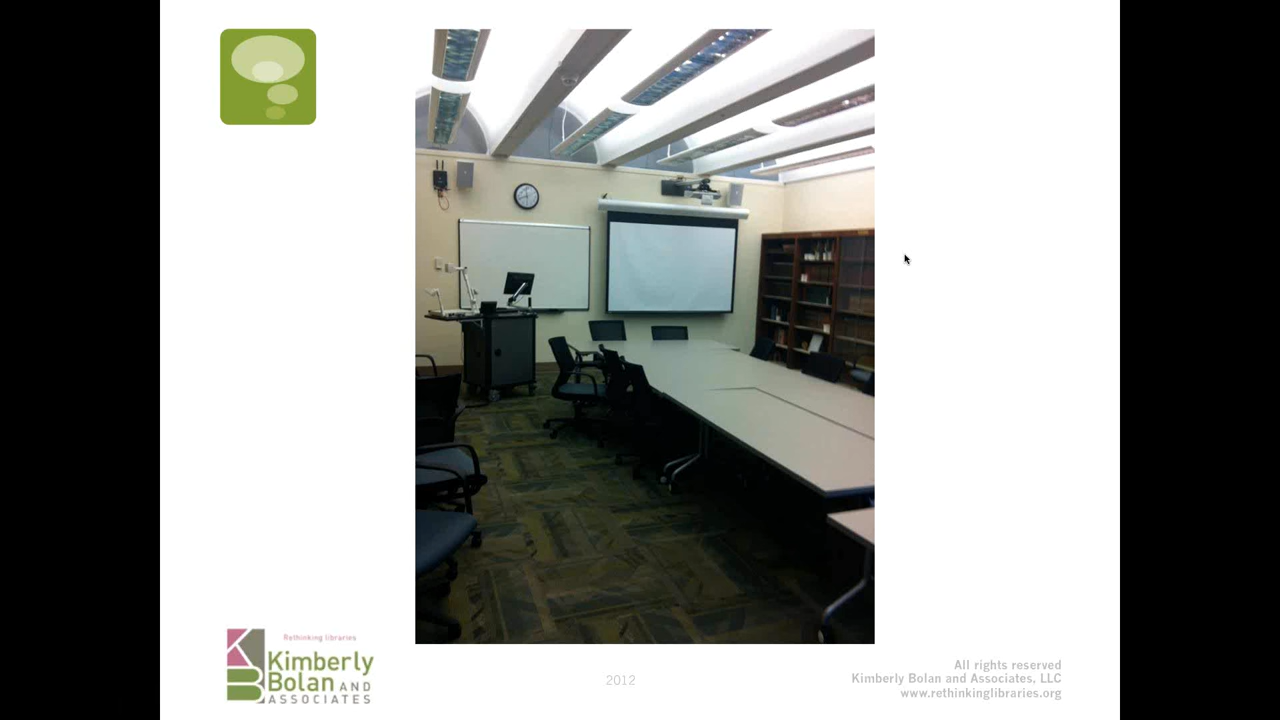 Rethinking libraries
Kimberly
Bolan AND
ASSOCIATES
2012
All rights reserved
Kimberly Bolan and Associates, LLC
www.rethinkinglibraries.org